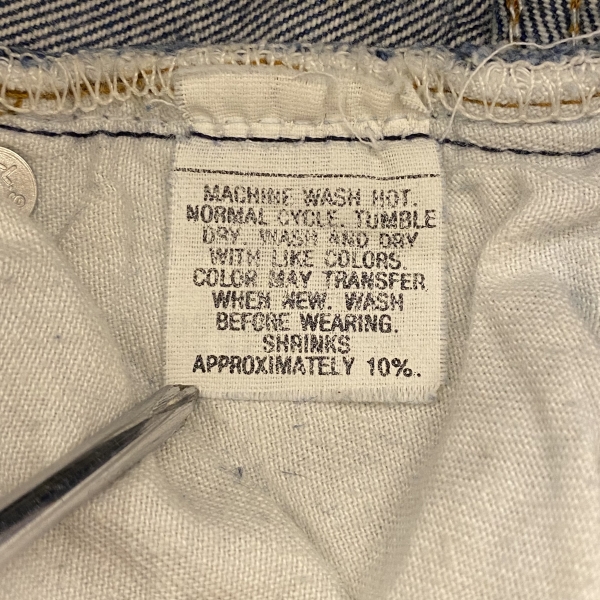 MACHINE WASH HOT.
NORMAL CYCLE. TUMBLE
DRY. WASH AND DRY
WITH LIKE COLORS.
COLOR MAY TRANSFER
WHEN NEW. WASH
BEFORE WEARING.
SHRINKS
APPROXIMATELY 10%.